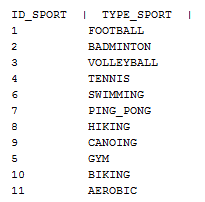 ID_SPORT | TYPE_SPORT |
1 FOOTBALL
2 BADMINTON
3 VOLLEYBALL
4 TENNIS
6 SWIMMING
7 PING_PONG
8 HIKING
9 CANOING
5 GYM
10 BIKING
11 AEROBIC